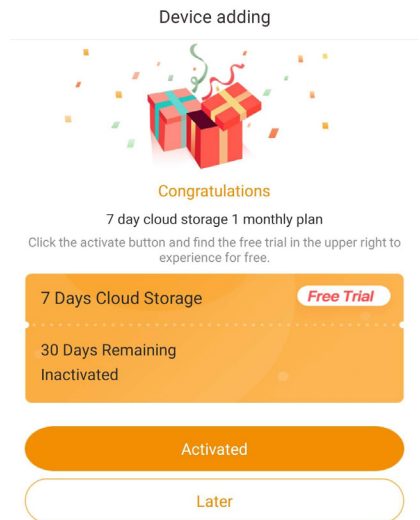 Device adding
Congratulations
7 day cloud storage 1 monthly plan
Click the activate button and find the free trial in the upper right to
experience for free.
7 Days Cloud Storage
Free Trial
30 Days Remaining
Inactivated
Activated
Later